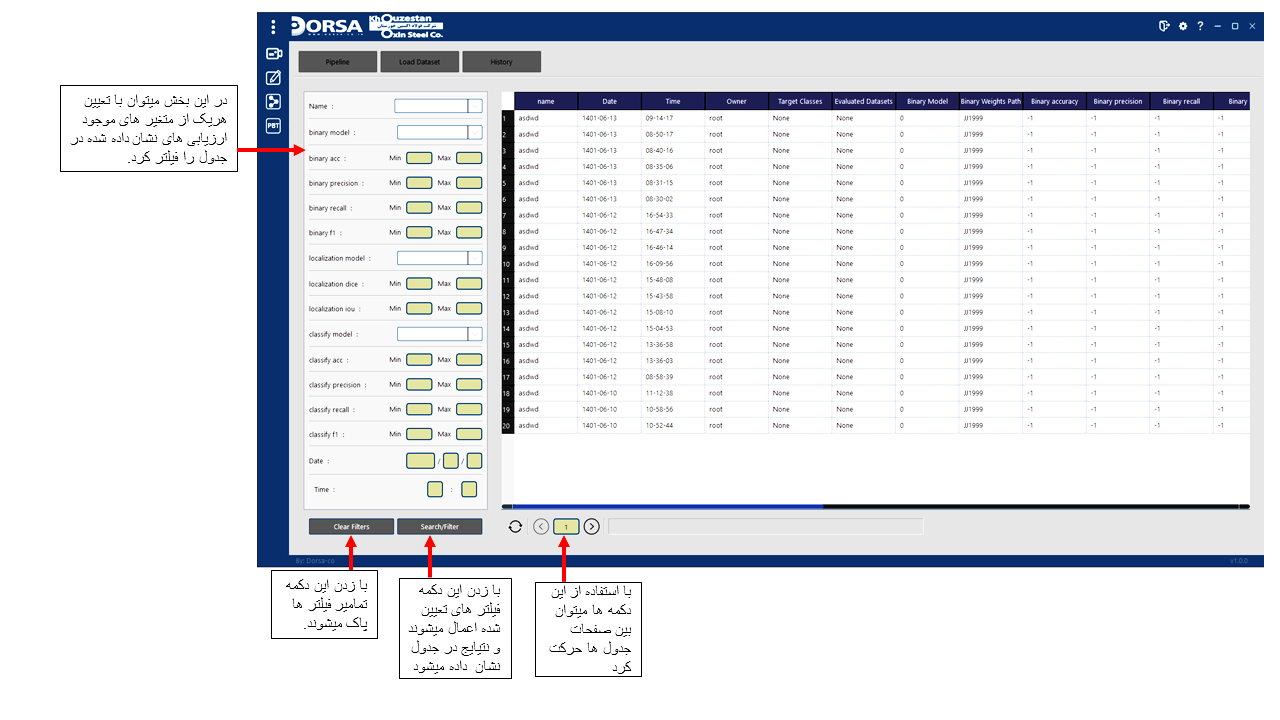 DORSA
www.dorsa-co.ir
KhOuzestan
شرکت فولاد اکسین خوزستان
Oxin Steel Co.
Pipeline
Load Dataset
History
PBT
در این بخش میتوان با تعیین
هریک از متغیر های موجود
ارزیابی های نشان داده شده در
جدول را فیلتر کرد.
Name :
binary model :
binary acc : Min Max
binary precision : Min Max
binary recall : Min Max
binary f1 : Min Max
localization model :
localization dice : Min Max
localization iou : Min Max
classify model :
classify acc : Min Max
classify precision : Min Max
classify recall : Min Max
classify f1 : Min Max
Date : / /
Time : :
Clear Filters
Search/Filter
name Date Time Owner Target Classes Evaluated Datasets Binary Model Binary Weights Path Binary accuracy Binary precision Binary recall Binary
1 asdwd 1401-06-13 09-14-17 root None None 0 JJ1999 -1 -1 -1 -1
2 asdwd 1401-06-13 08-50-17 root None None 0 JJ1999 -1 -1 -1 -1
3 asdwd 1401-06-13 08-40-16 root None None 0 JJ1999 -1 -1 -1 -1
4 asdwd 1401-06-13 08-35-06 root None None 0 JJ1999 -1 -1 -1 -1
5 asdwd 1401-06-13 08-31-15 root None None 0 JJ1999 -1 -1 -1 -1
6 asdwd 1401-06-13 08-30-02 root None None 0 JJ1999 -1 -1 -1 -1
7 asdwd 1401-06-12 16-54-33 root None None 0 JJ1999 -1 -1 -1 -1
8 asdwd 1401-06-12 16-47-34 root None None 0 JJ1999 -1 -1 -1 -1
9 asdwd 1401-06-12 16-46-14 root None None 0 JJ1999 -1 -1 -1 -1
10 asdwd 1401-06-12 16-09-56 root None None 0 JJ1999 -1 -1 -1 -1
11 asdwd 1401-06-12 15-48-08 root None None 0 JJ1999 -1 -1 -1 -1
12 asdwd 1401-06-12 15-43-58 root None None 0 JJ1999 -1 -1 -1 -1
13 asdwd 1401-06-12 15-08-10 root None None 0 JJ1999 -1 -1 -1 -1
14 asdwd 1401-06-12 15-04-53 root None None 0 JJ1999 -1 -1 -1 -1
15 asdwd 1401-06-12 13-36-58 root None None 0 JJ1999 -1 -1 -1 -1
16 asdwd 1401-06-12 13-36-03 root None None 0 JJ1999 -1 -1 -1 -1
17 asdwd 1401-06-12 08-58-39 root None None 0 JJ1999 -1 -1 -1 -1
18 asdwd 1401-06-10 11-12-38 root None None 0 JJ1999 -1 -1 -1 -1
19 asdwd 1401-06-10 10-58-56 root None None 0 JJ1999 -1 -1 -1 -1
20 asdwd 1401-06-10 10-52-44 root None None 0 JJ1999 -1 -1 -1 -1
1
By: Dorsa-co
v1.0.0
با زدن این دکمه
تمامیر فیلتر ها
پاک میشوند.
با زدن این دکمه
فیلتر های تعیین
شده اعمال میشوند
و نتیایج در جدول
نشان داده میشود
با استفاده از این
دکمه ها میتوان
بین صفحات
جدول ها حرکت
کرد